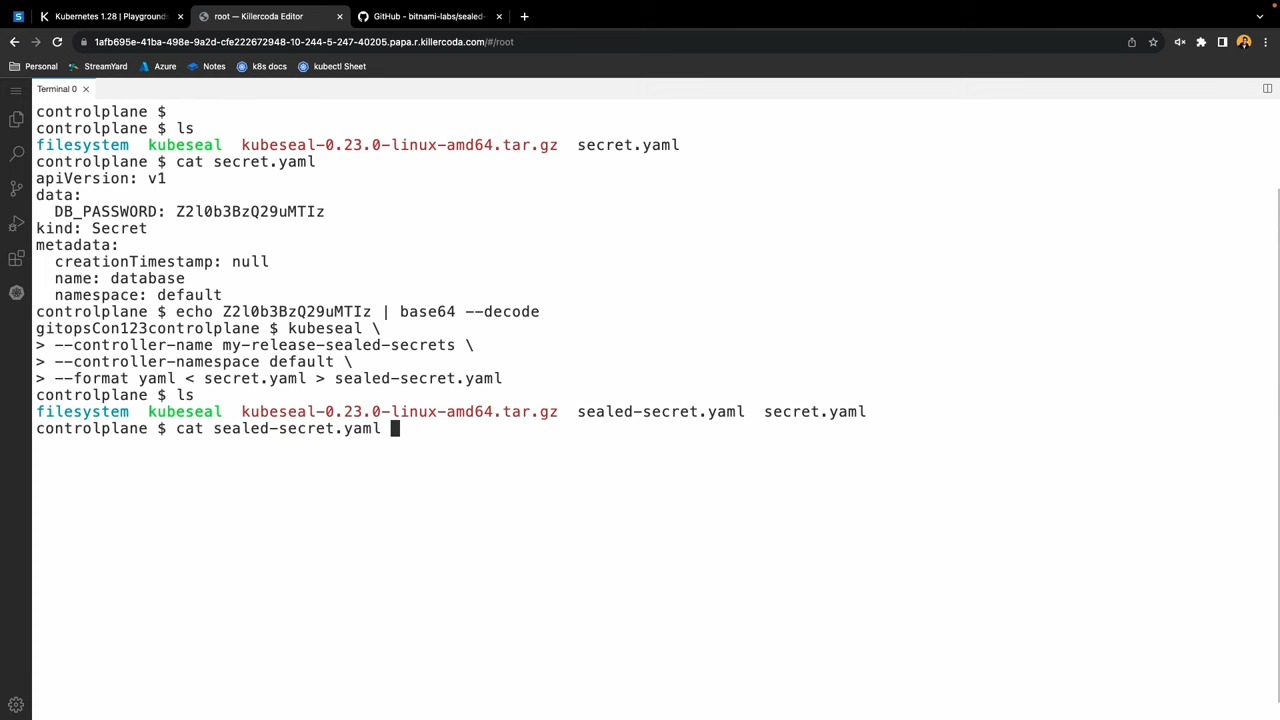 Kubernetes 1.28 | Playgrounds
root — Killercoda Editor
GitHub - bitnami-labs/sealed-
1afb695e-41ba-498e-9a2d-cfe222672948-10-244-5-247-40205.papa.r.killercoda.com/#/root
Personal
StreamYard
Azure
Notes
k8s docs
kubectl Sheet
Terminal 0
controlplane $
controlplane $ ls
filesystem kubeseal kubeseal-0.23.0-linux-amd64.tar.gz secret.yaml
controlplane $ cat secret.yaml
apiVersion: v1
data:
  DB_PASSWORD: Z2l0b3BzQ29uMTIz
kind: Secret
metadata:
  creationTimestamp: null
  name: database
  namespace: default
controlplane $ echo Z2l0b3BzQ29uMTIz | base64 --decode
gitopsCon123controlplane $ kubeseal \
> --controller-name my-release-sealed-secrets \
> --controller-namespace default \
> --format yaml < secret.yaml > sealed-secret.yaml
controlplane $ ls
filesystem kubeseal kubeseal-0.23.0-linux-amd64.tar.gz sealed-secret.yaml secret.yaml
controlplane $ cat sealed-secret.yaml